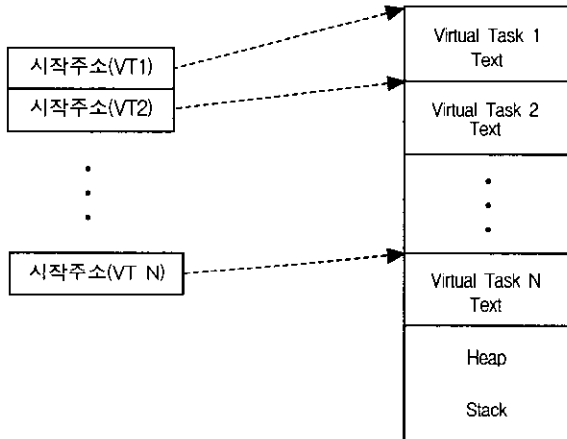 시작주소(VT1)
시작주소(VT2)
시작주소(VT N)
Virtual Task 1
Text
Virtual Task 2
Text
Virtual Task N
Text
Heap
Stack